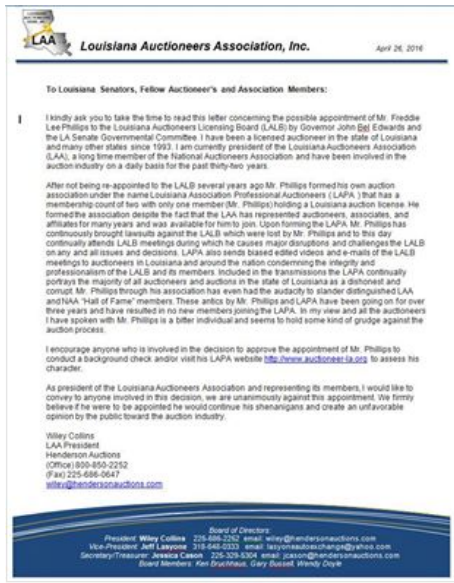 LAA
Louisiana Auctioneers Association, Inc.
April 26, 2016
To Louisiana Senators, Fellow Auctioneer's and Association Members:
I kindly ask you to take the time to read this letter concerning the possible appointment of Mr. Freddie
Lee Phillips to the Louisiana Auctioneers Licensing Board (LALB) by Governor John Bel Edwards and
the LA Senate Governmental Committee. I have been a licensed auctioneer in the state of Louisiana
and many other states since 1993. I am currently president of Louisiana Auctioneers Association
(LAA), a long time member of the National Auctioneers Association and have been involved in the
auction industry on a daily basis for the past thirty-two years.
After not being re-appointed to the LALB several years ago Mr. Phillips formed his own auction
association under the name Louisiana Association Professional Auctioneers (LAPA) that has a
membership count of two with only one member (Mr. Phillips) holding a Louisiana auction license. He
formed the association despite the fact that the LAA has represented auctioneers, associates, and
affiliates for many years and was available for him to join. Upon forming the LAPA Mr. Phillips has
continuously brought lawsuits against the LALB which were lost by Mr. Phillips and to this day
continually attends LALB meetings during which he causes major disruptions and challenges the LALB
on any and all issues and decisions. LAPA also sends biased edited videos and e-mails of the LALB
meetings to auctioneers in Louisiana and around the nation condemning the integrity and
professionalism of the LALB and its members. Included in the transmissions the LAPA continually
portrays the majority of all auctioneers and auctions in the state of Louisiana as a dishonest and
corrupt. Mr. Phillips through his association has even had the audacity to slander distinguished LAA
and NAA "Hall of Fame" members. These antics by Mr. Phillips and LAPA have been going on for over
three years and have resulted in no new members joining the LAPA. In my view and all the auctioneers
I have spoken with Mr. Phillips is a bitter individual and seems to hold some kind of grudge against the
auction process.
I encourage anyone who is involved in the decision to approve the appointment of Mr. Phillips to
conduct a background check and/or visit his LAPA website http://www.auctioneer-la.org to assess his
character.
As president of the Louisiana Auctioneers Association and representing its members, I would like to
convey to anyone involved in this decision, we are unanimously against this appointment. We firmly
believe if he were to be appointed he would continue his shenanigans and create an unfavorable
opinion by the public toward the auction industry.
Wiley Collins
LAA President
Henderson Auctions
(Office) 800-850-2252
(Fax) 225-686-0647
wiley@hendersonauctions.com
Board of Directors:
President: Wiley Collins 225-686-2252 email: wiley@hendersonauctions.com
Vice-President: Jeff Lasyone 318-648-0333 email: lasyoneautoexchange@yahoo.com
Secretary/Treasurer: Jessica Cason 225-329-5304 email: jcason@hendersonauctions.com
Board Members: Ken Bruchhaus, Gary Bussell, Wendy Doyle